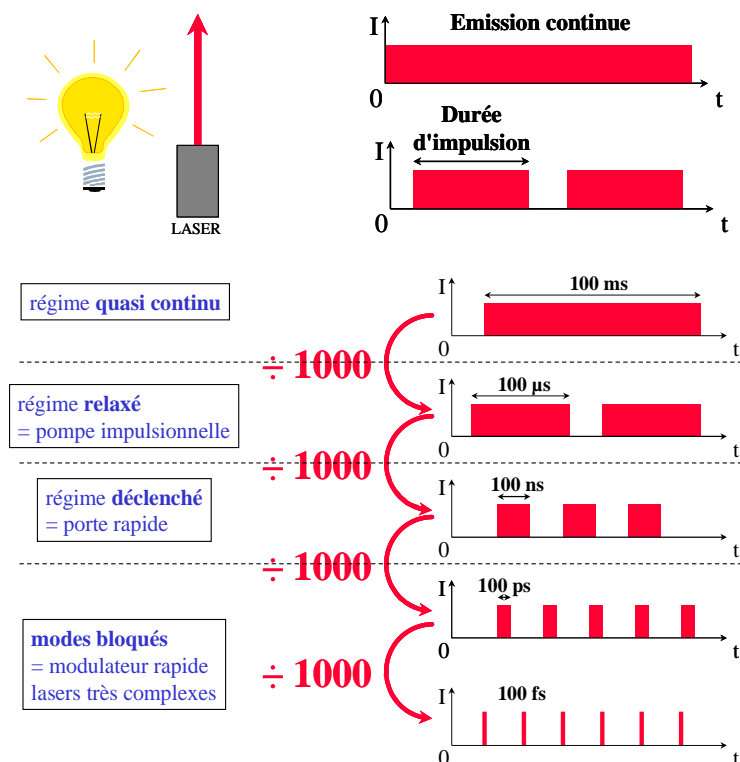 I
Emission continue
0
t
Durée
d'impulsion
I
0
t
LASER
régime quasi continu
I
100 ms
0
t
÷ 1000
régime relaxé
= pompe impulsionnelle
I
100 µs
0
t
÷ 1000
régime déclenché
= porte rapide
I
100 ns
0
t
÷ 1000
modes bloqués
= modulateur rapide
lasers très complexes
I
100 ps
0
t
÷ 1000
I
100 fs
0
t